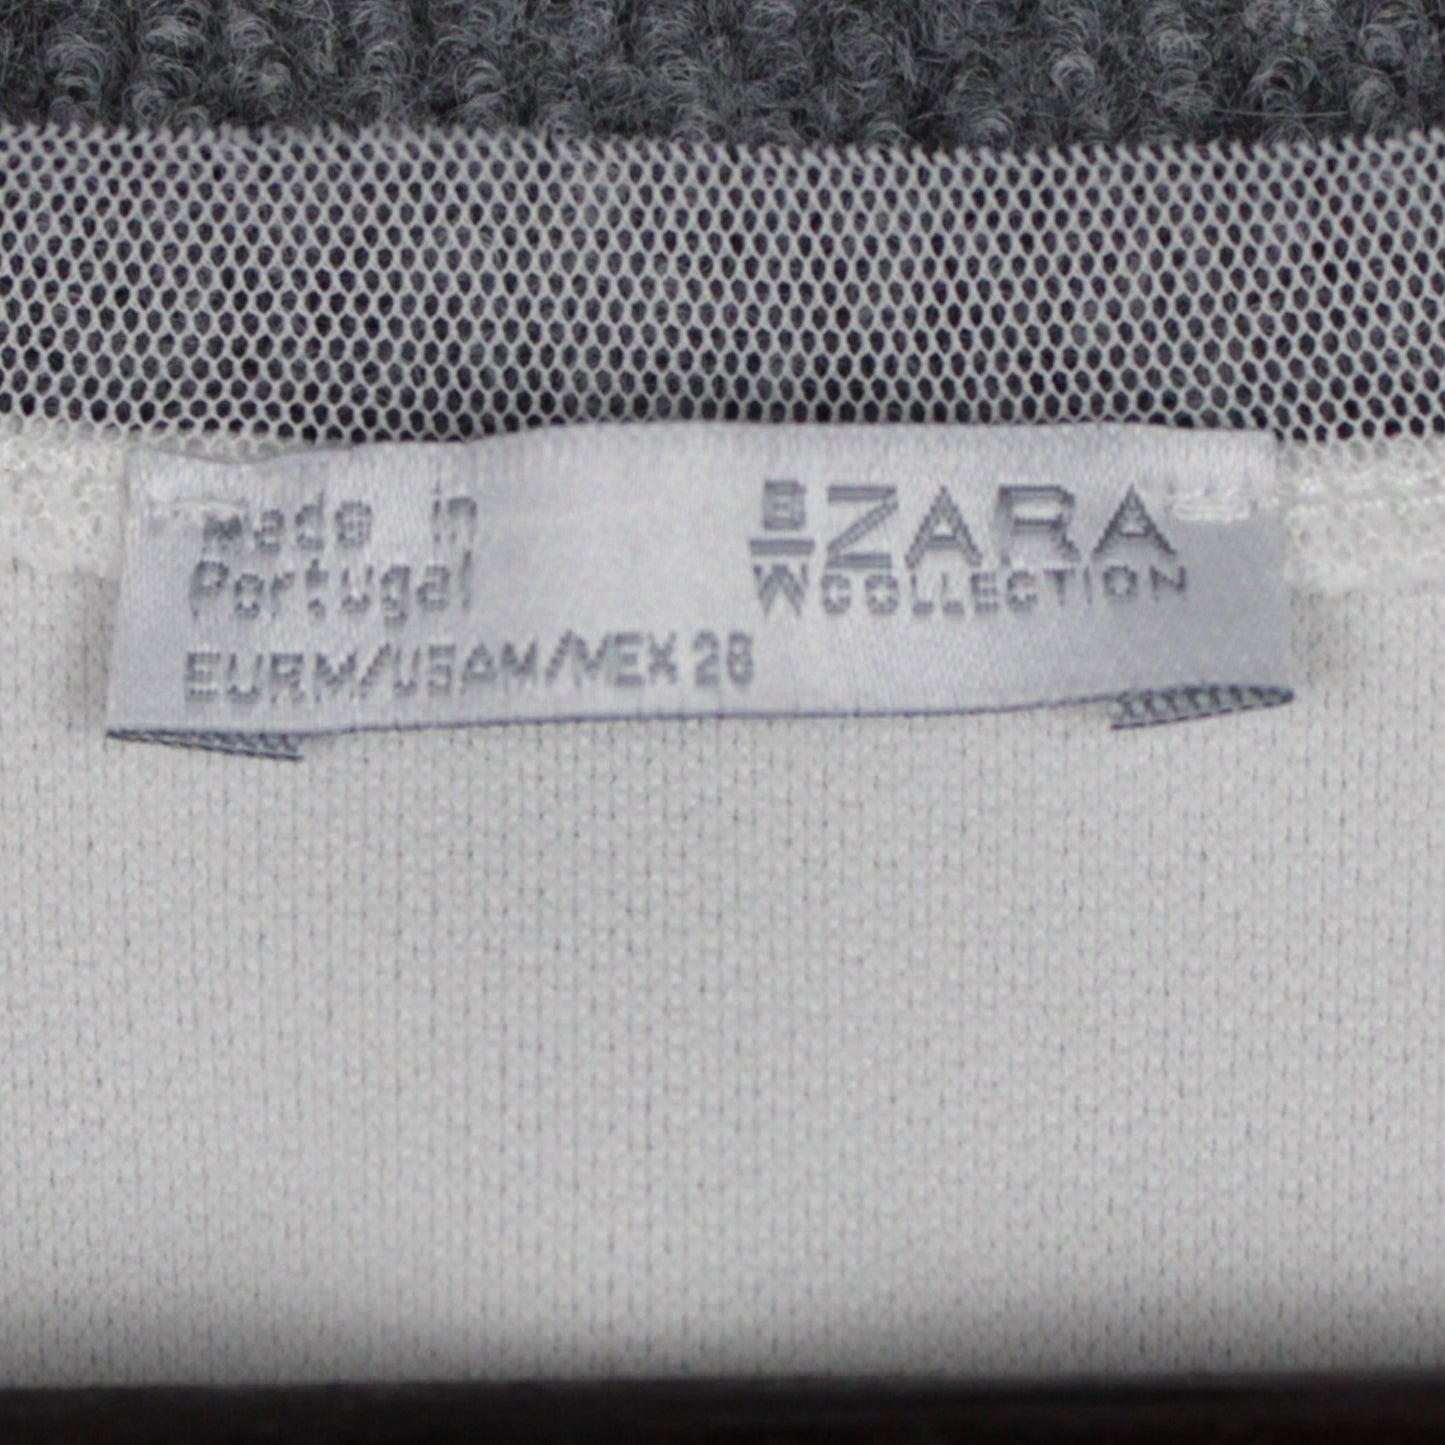 Made in
Portugal
EUR M/USA M/MEX 28
B/W ZARA
COLLECTION